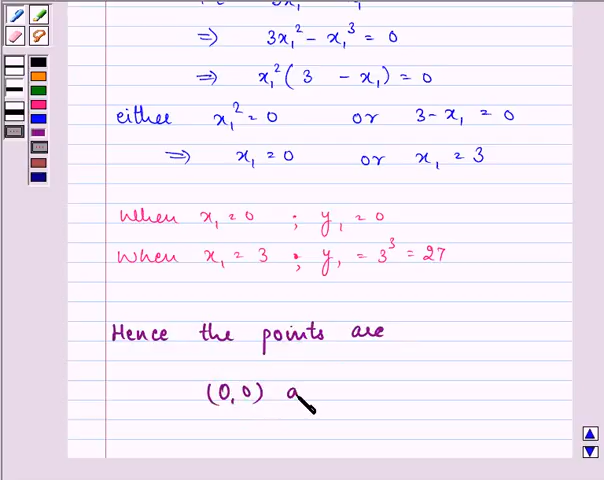 ⇒ 3x₁² − x₁³ = 0
⇒ x₁² ( 3 − x₁ ) = 0
either x₁² = 0 or 3 − x₁ = 0
⇒ x₁ = 0 or x₁ = 3
When x₁ = 0 ; y₁ = 0
When x₁ = 3 ; y₁ = 3³ = 27
Hence the points are
(0,0) a